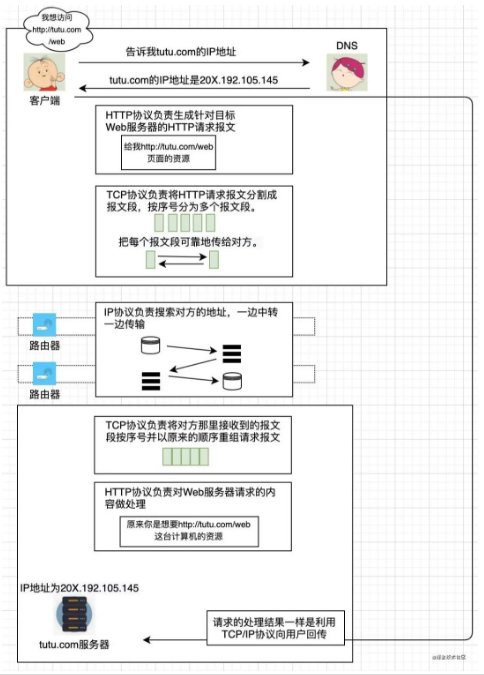 我想访问
http://tutu.com
/web
告诉我tutu.com的IP地址
DNS
tutu.com的IP地址是20X.192.105.145
客户端
HTTP协议负责生成针对目标
Web服务器的HTTP请求报文
给我http://tutu.com/web
页面的资源
TCP协议负责将HTTP请求报文分割成
报文段，按序号分为多个报文段。
把每个报文段可靠地传给对方。
IP协议负责搜索对方的地址，一边中转
一边传输
路由器
路由器
TCP协议负责将对方那里接收到的报文
段按序号并以原来的顺序重组请求报文
HTTP协议负责对Web服务器请求的内
容做处理
原来你是想要http://tutu.com/web
这台计算机的资源
IP地址为20X.192.105.145
请求的处理结果一样是利用
TCP/IP协议向用户回传
tutu.com服务器